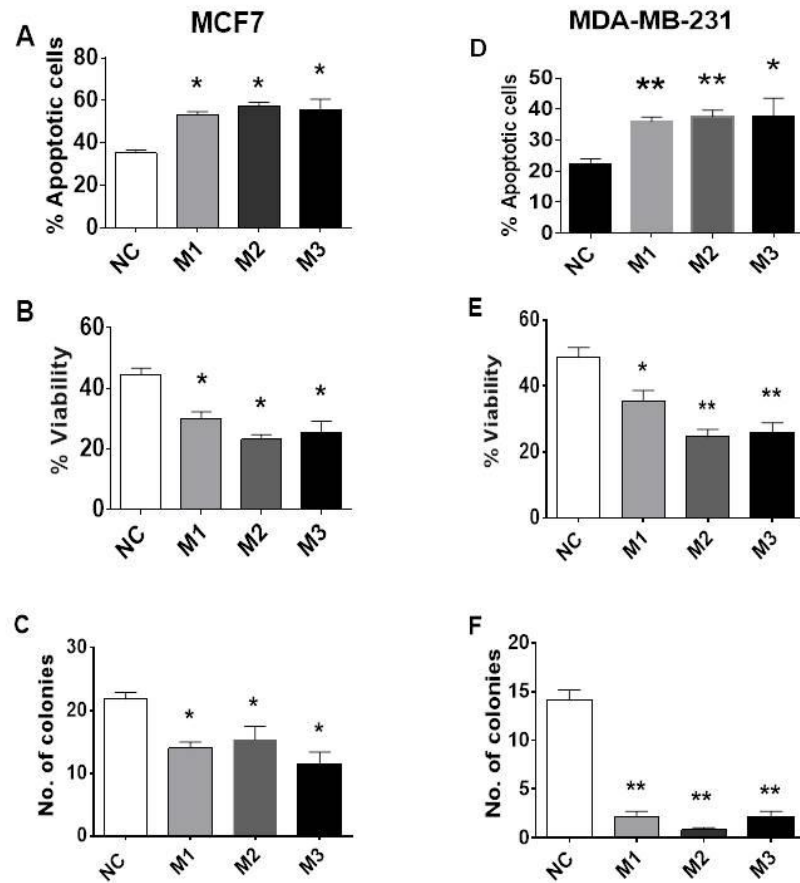 MCF7
A
% Apoptotic cells
80
60
40
20
0
* * *
NC M1 M2 M3
B
% Viability
60
40
20
0
* * *
NC M1 M2 M3
C
No. of colonies
30
20
10
0
* * *
NC M1 M2 M3
MDA-MB-231
D
% Apoptotic cells
50
40
30
20
10
0
** ** *
NC M1 M2 M3
E
% Viability
60
40
20
0
* ** **
NC M1 M2 M3
F
No. of colonies
20
15
10
5
0
** ** **
NC M1 M2 M3